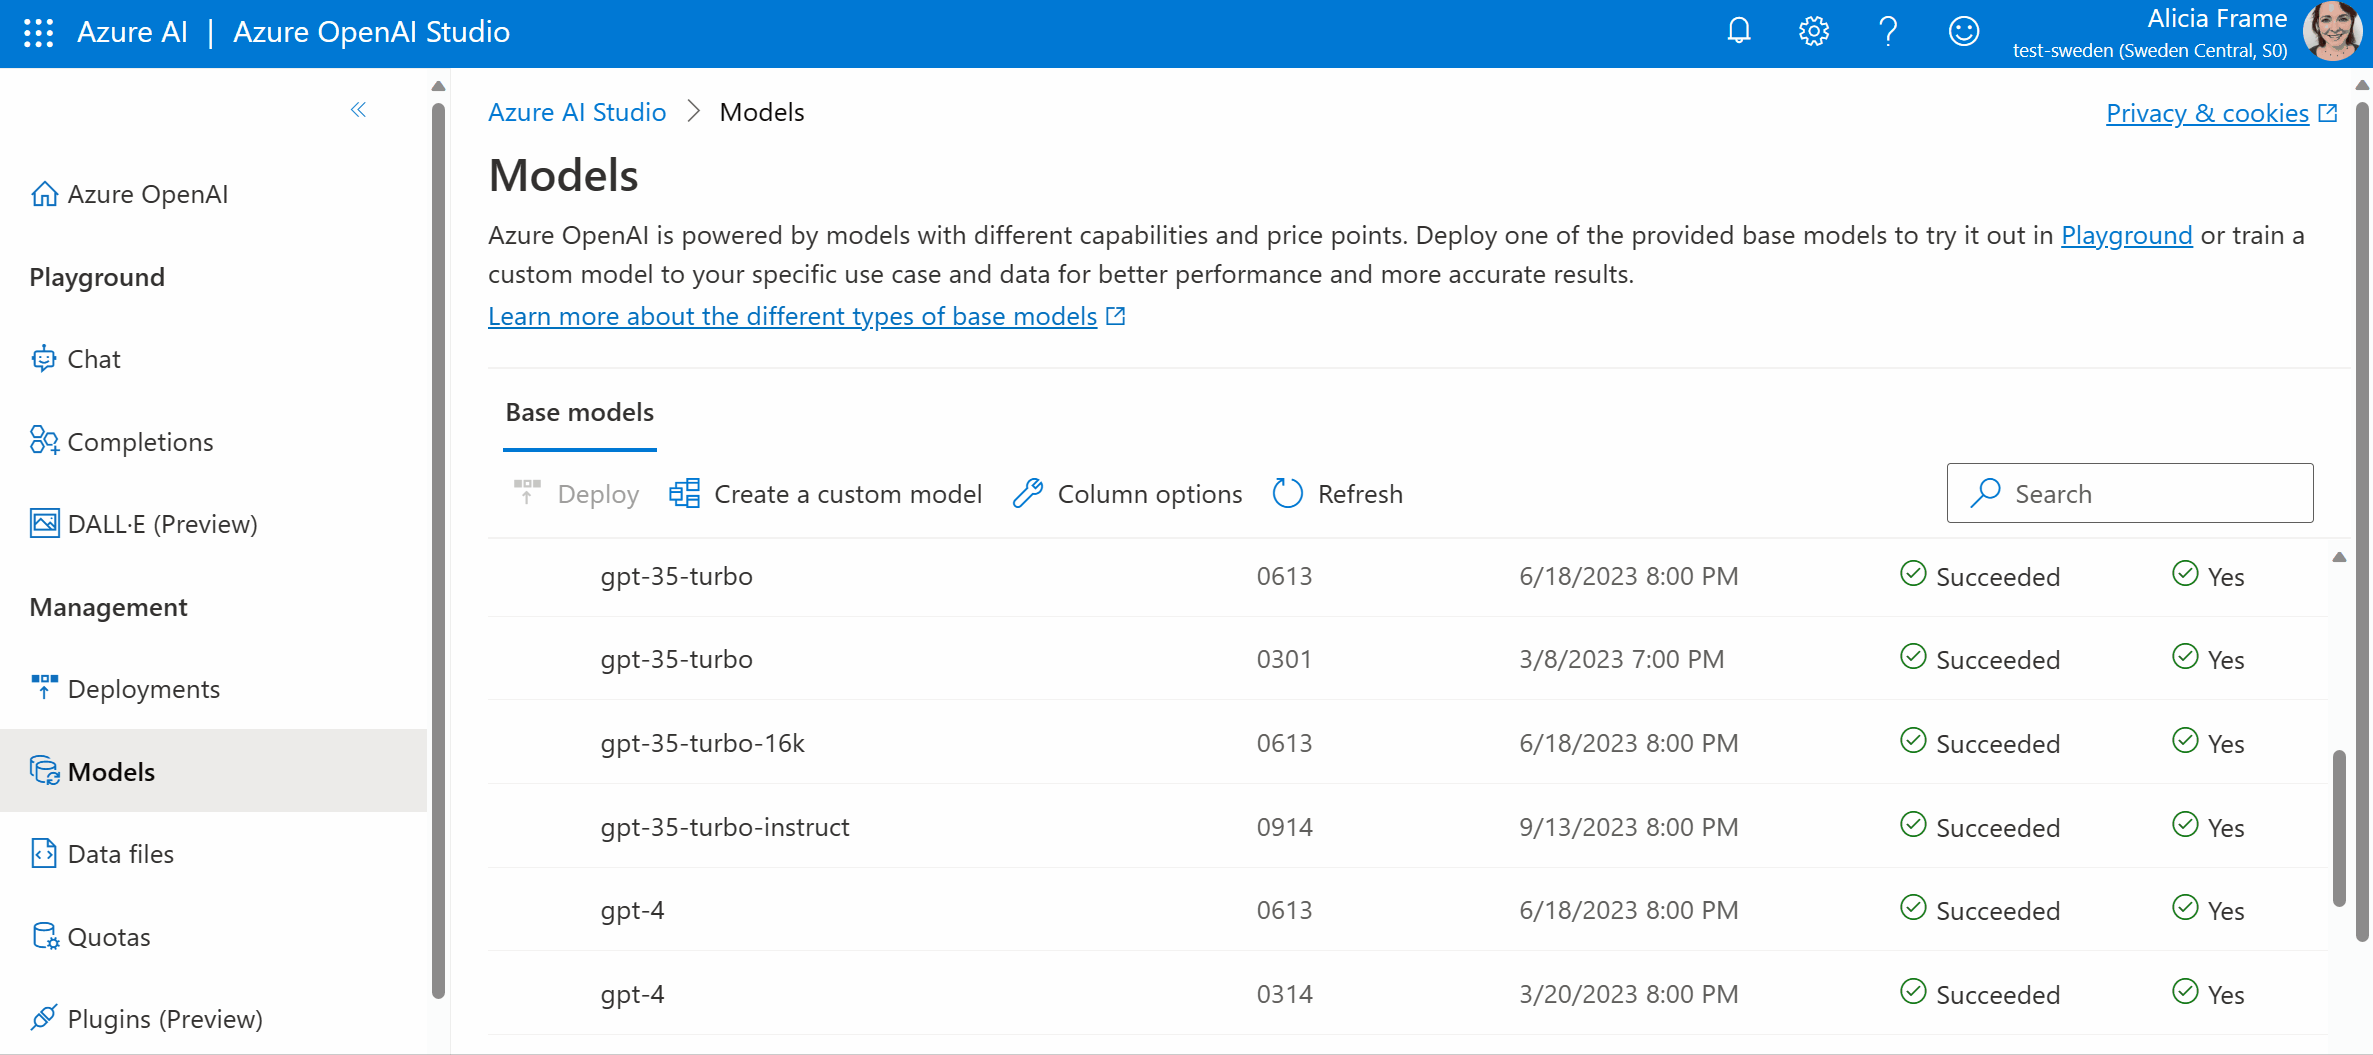 Azure AI | Azure OpenAI Studio
Alicia Frame
test-sweden (Sweden Central, S0)
Azure OpenAI
Playground
Chat
Completions
DALL·E (Preview)
Management
Deployments
Models
Data files
Quotas
Plugins (Preview)
Azure AI Studio > Models
Privacy & cookies
Models
Azure OpenAI is powered by models with different capabilities and price points. Deploy one of the provided base models to try it out in Playground or train a
custom model to your specific use case and data for better performance and more accurate results.
Learn more about the different types of base models
Base models
Deploy Create a custom model Column options Refresh Search
gpt-35-turbo 0613 6/18/2023 8:00 PM Succeeded Yes
gpt-35-turbo 0301 3/8/2023 7:00 PM Succeeded Yes
gpt-35-turbo-16k 0613 6/18/2023 8:00 PM Succeeded Yes
gpt-35-turbo-instruct 0914 9/13/2023 8:00 PM Succeeded Yes
gpt-4 0613 6/18/2023 8:00 PM Succeeded Yes
gpt-4 0314 3/20/2023 8:00 PM Succeeded Yes